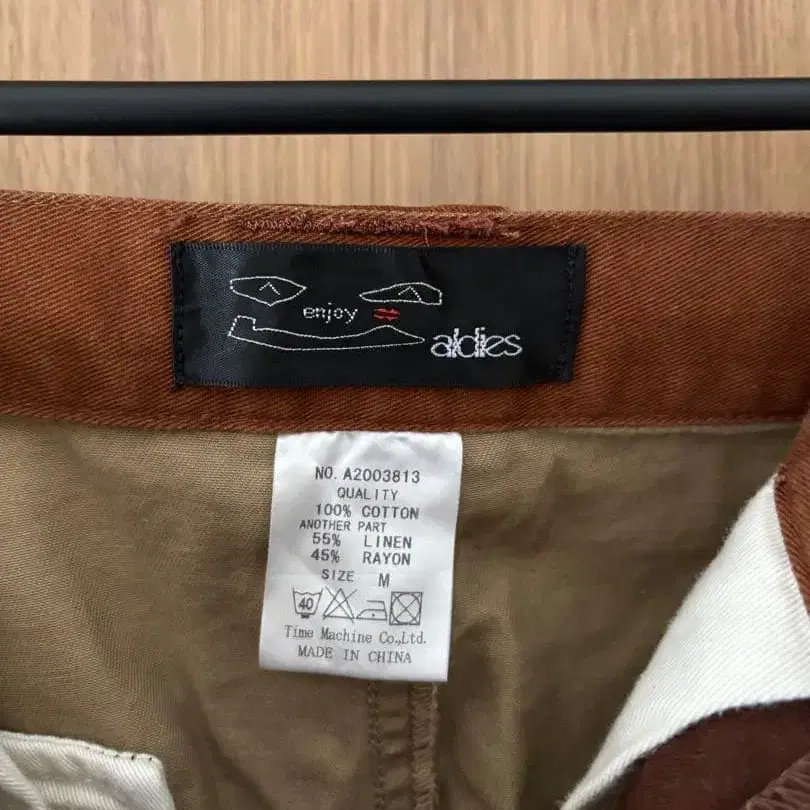 enjoy
aldies
NO. A2003813
QUALITY
100% COTTON
ANOTHER PART
55% LINEN
45% RAYON
SIZE M
40
Time Machine Co.,Ltd.
MADE IN CHINA